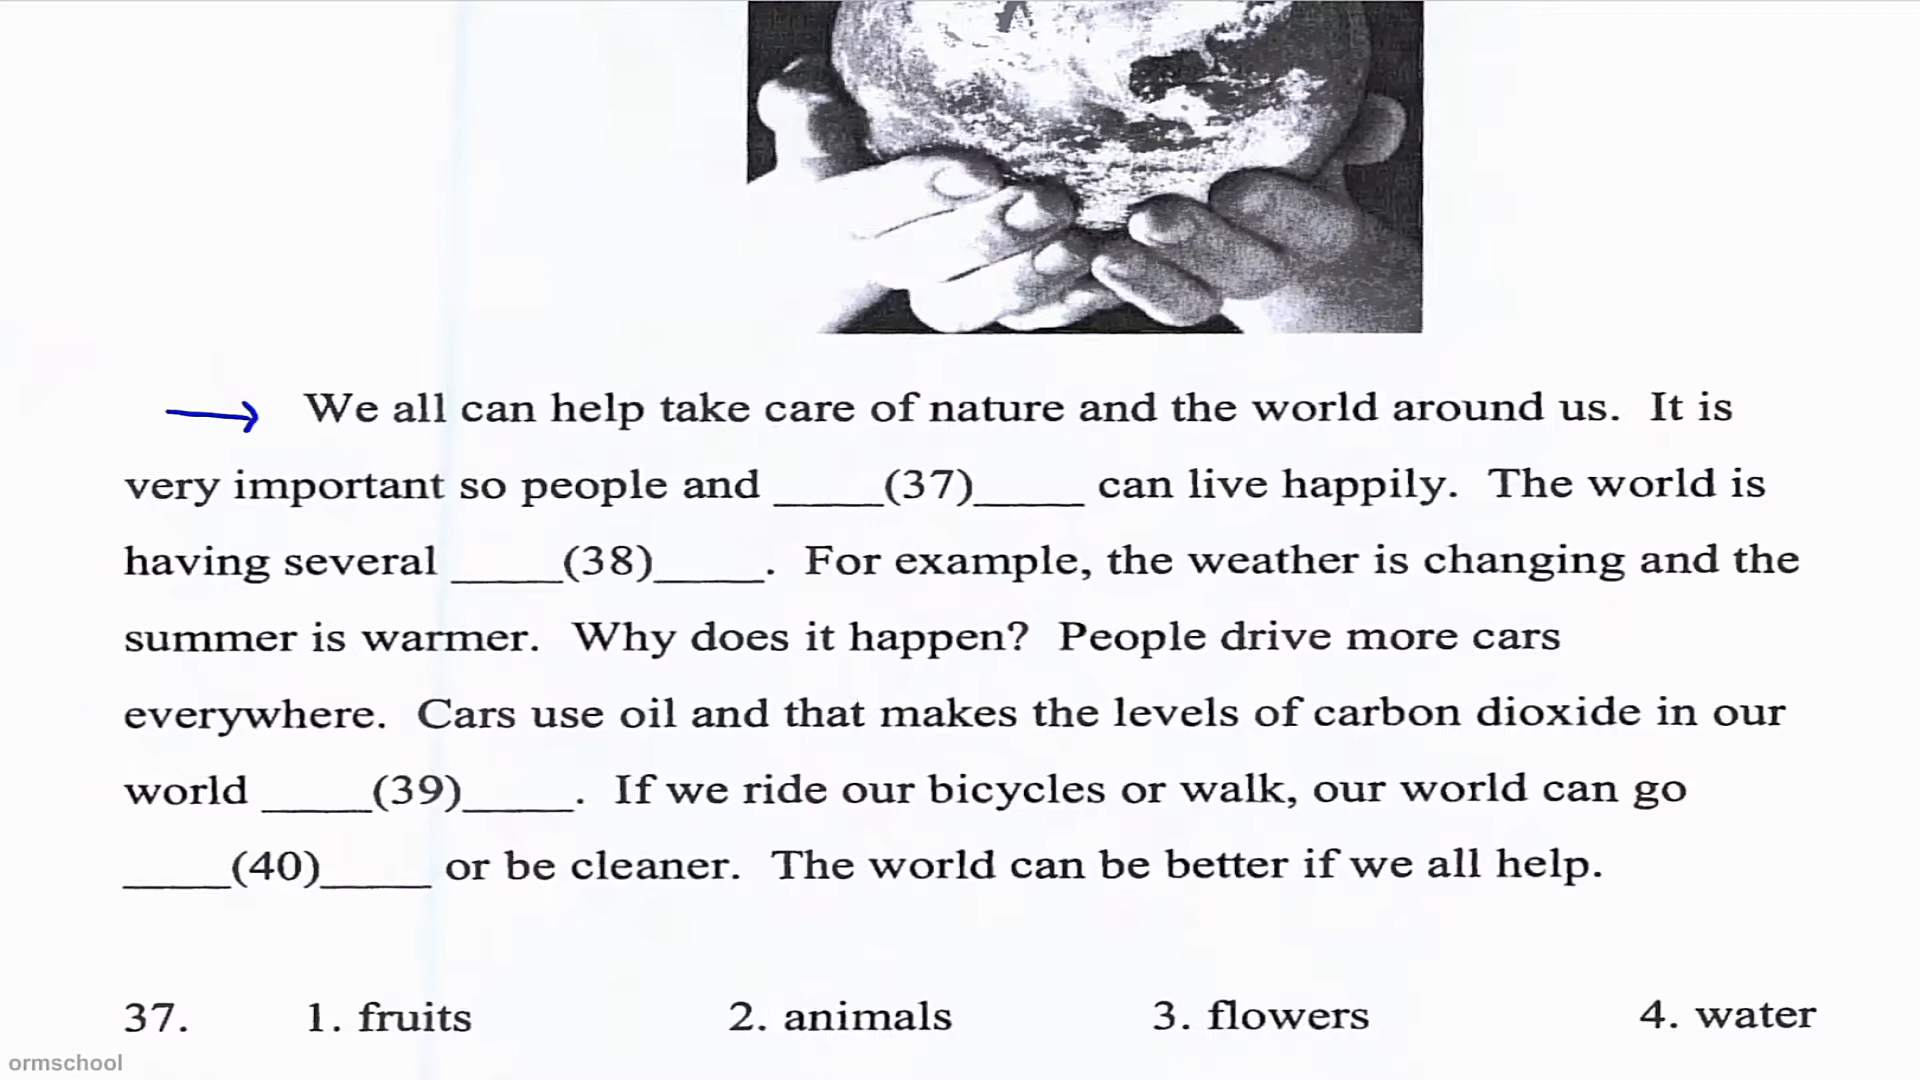 We all can help take care of nature and the world around us. It is
very important so people and ____(37)____ can live happily. The world is
having several ____(38)____. For example, the weather is changing and the
summer is warmer. Why does it happen? People drive more cars
everywhere. Cars use oil and that makes the levels of carbon dioxide in our
world ____(39)____. If we ride our bicycles or walk, our world can go
____(40)____ or be cleaner. The world can be better if we all help.
37. 1. fruits 2. animals 3. flowers 4. water
ormschool